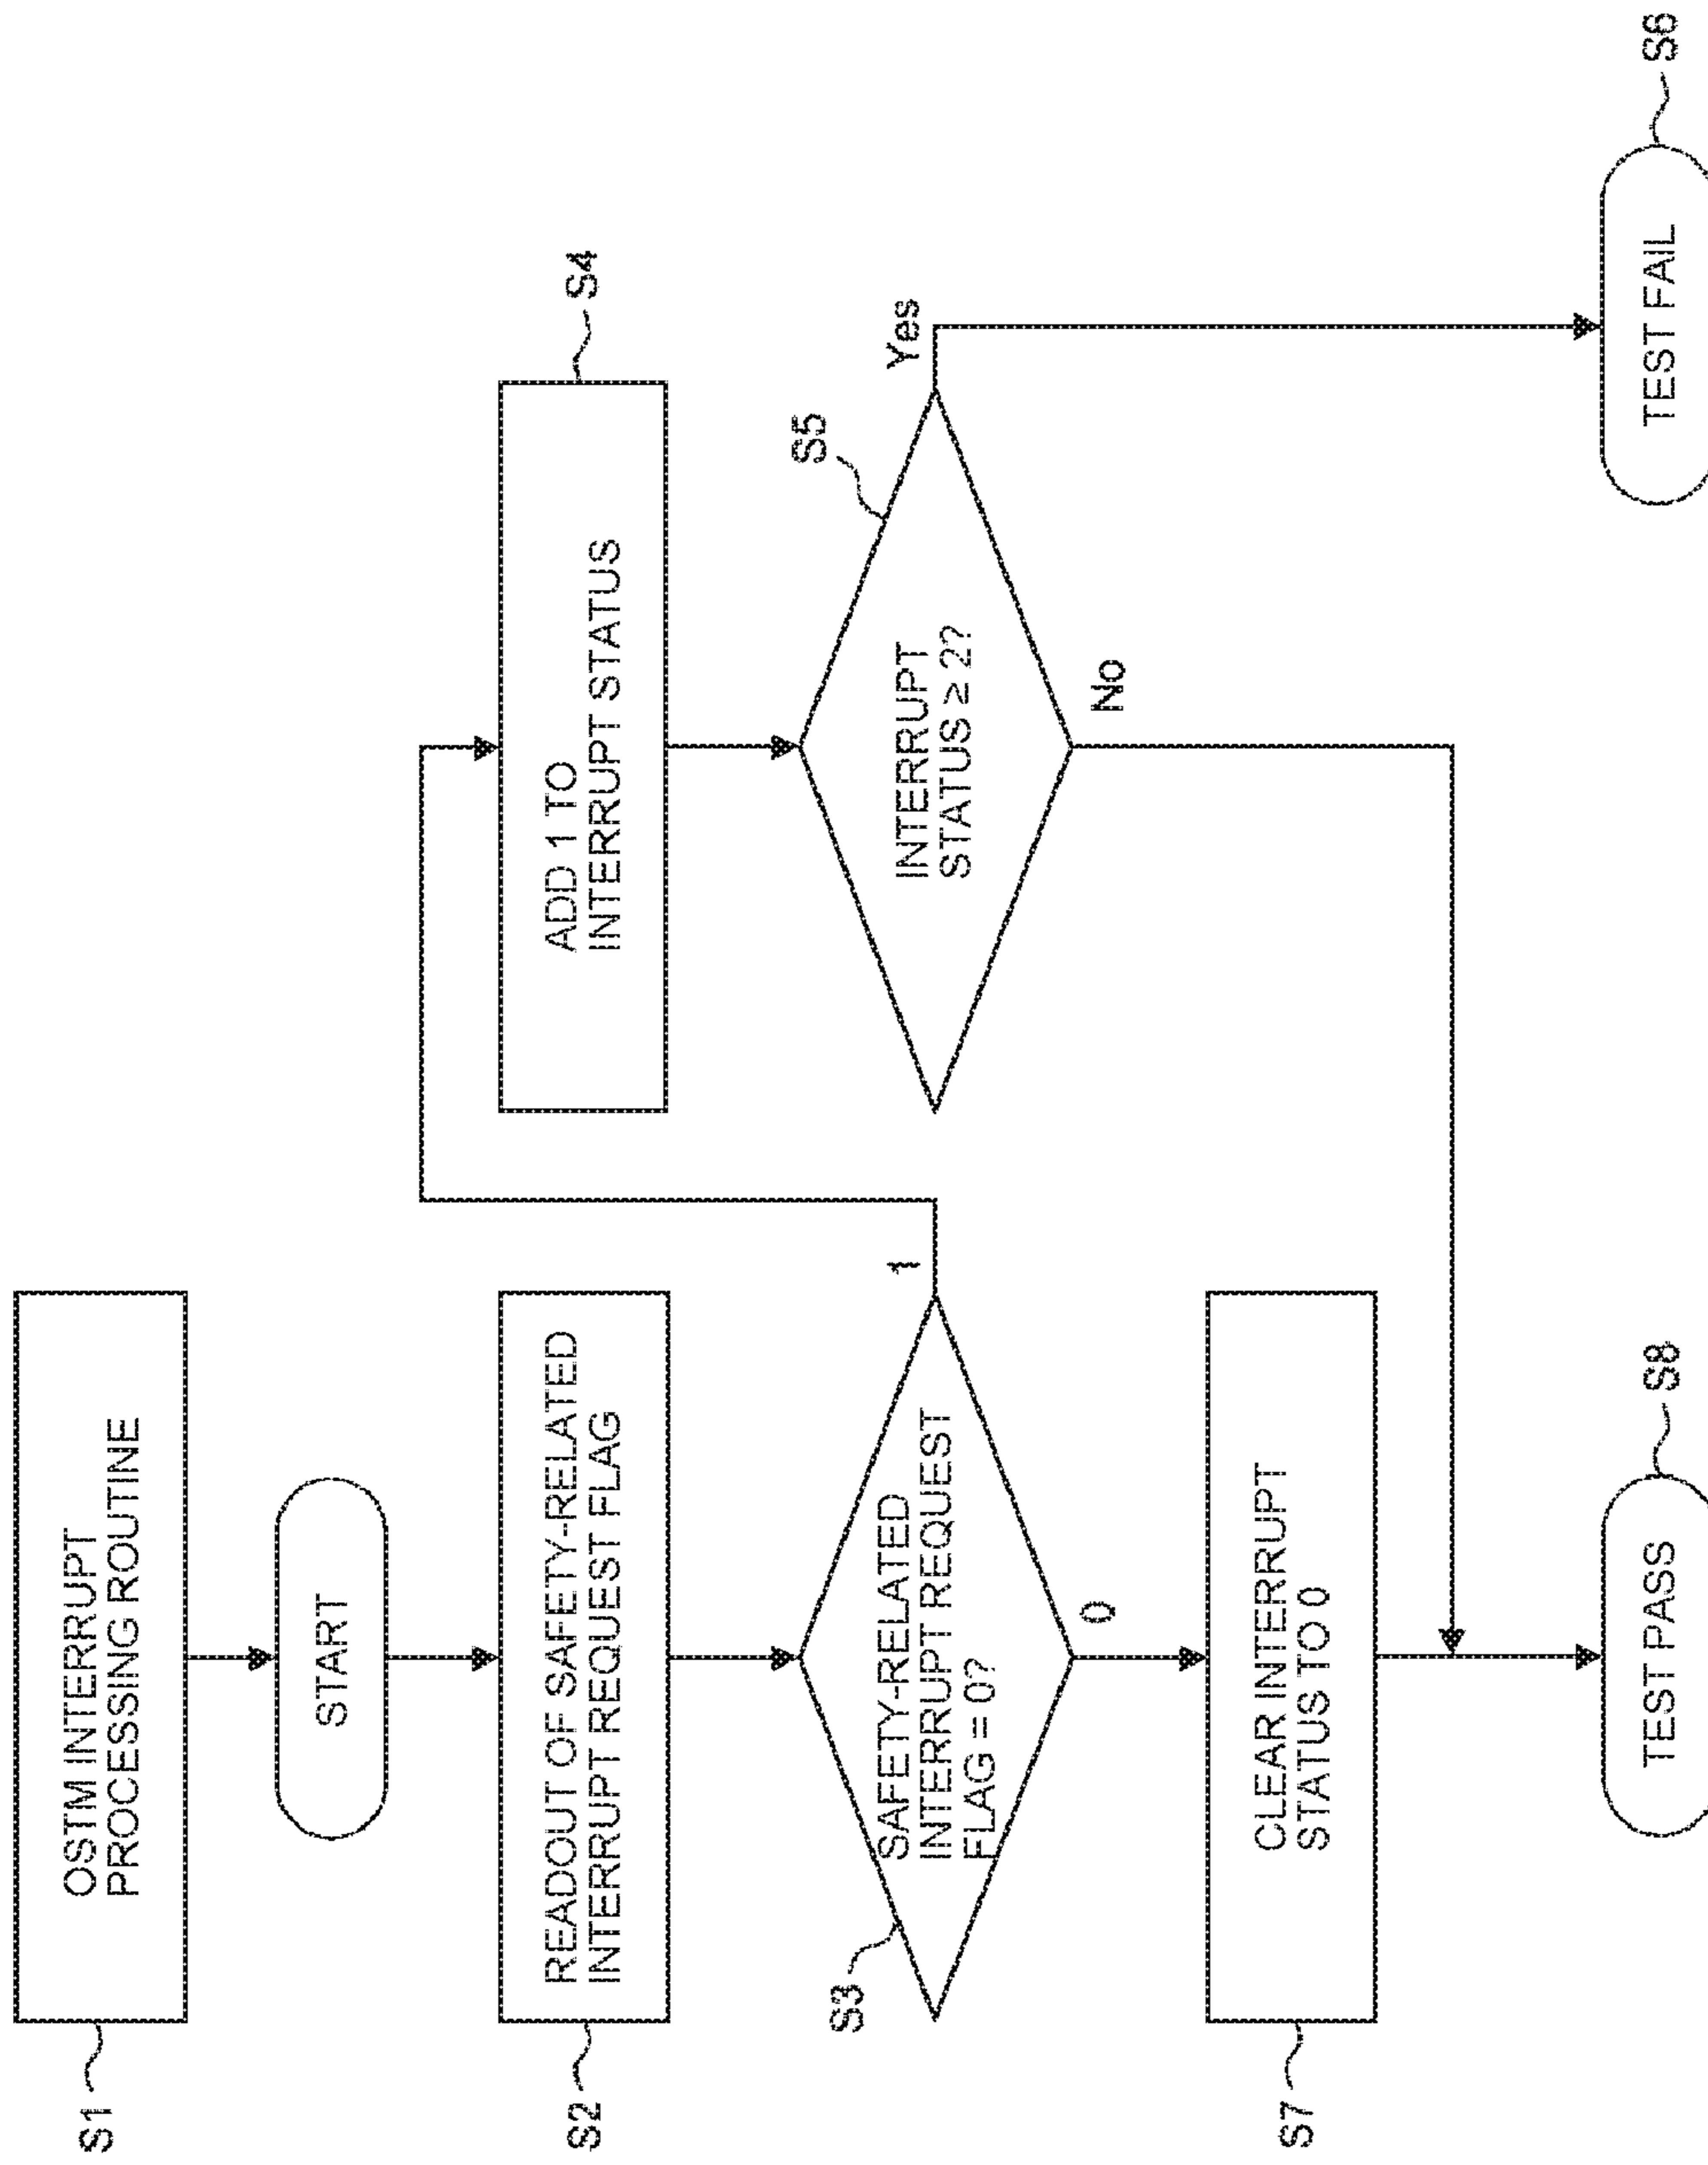 S1
OSTM INTERRUPT
PROCESSING ROUTINE
START
S2
READOUT OF SAFETY-RELATED
INTERRUPT REQUEST FLAG
S3
SAFETY-RELATED
INTERRUPT REQUEST
FLAG = 0?
1
0
S4
ADD 1 TO
INTERRUPT STATUS
S5
INTERRUPT
STATUS ≥ 2?
Yes
No
S7
CLEAR INTERRUPT
STATUS TO 0
TEST PASS
S8
TEST FAIL
S6